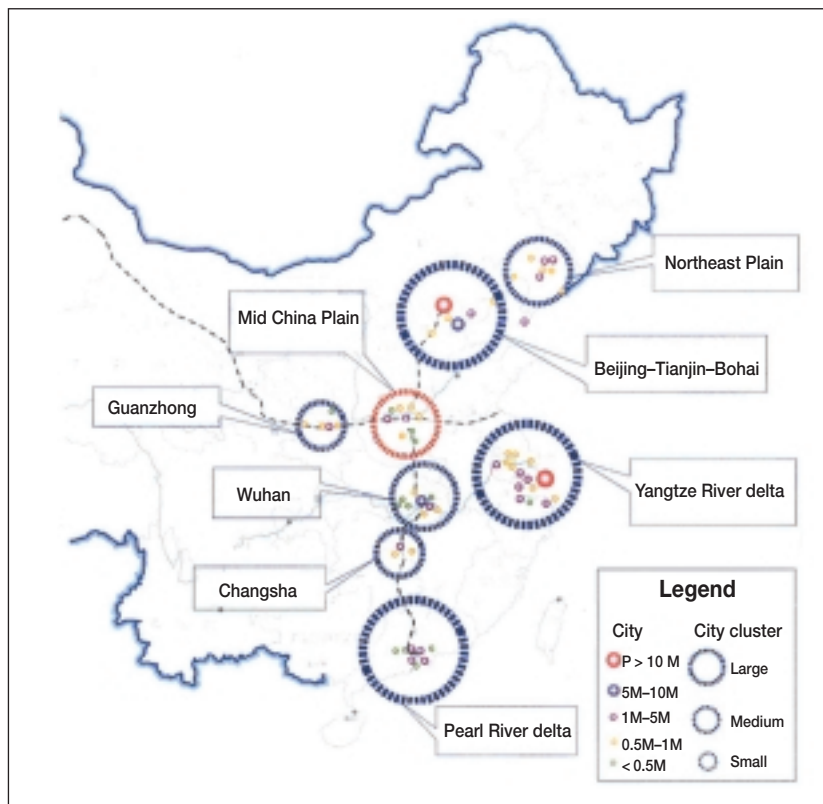 Northeast Plain
Mid China Plain
Beijing–Tianjin–Bohai
Guanzhong
Wuhan
Yangtze River delta
Changsha
Pearl River delta
Legend
City
City cluster
P > 10 M
Large
5M–10M
1M–5M
Medium
0.5M–1M
< 0.5M
Small